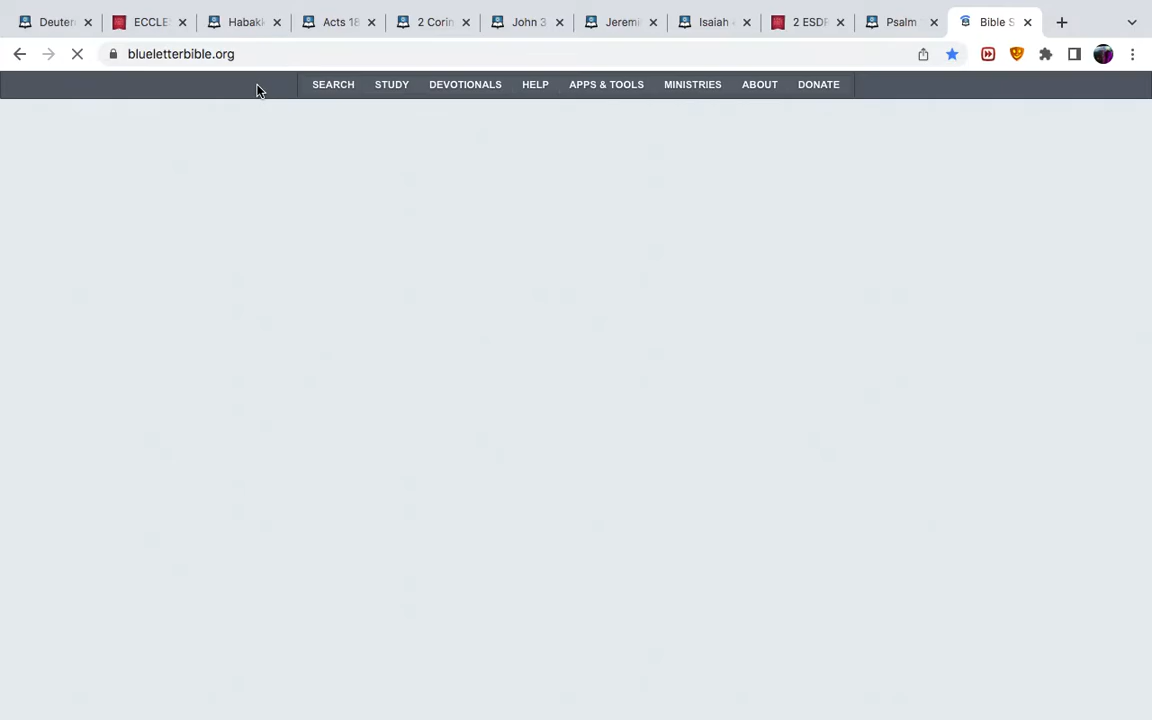 Deuter
ECCLE
Habakk
Acts 18
2 Corin
John 3
Jeremi
Isaiah
2 ESDR
Psalm
Bible S
blueletterbible.org
SEARCH STUDY DEVOTIONALS HELP APPS & TOOLS MINISTRIES ABOUT DONATE